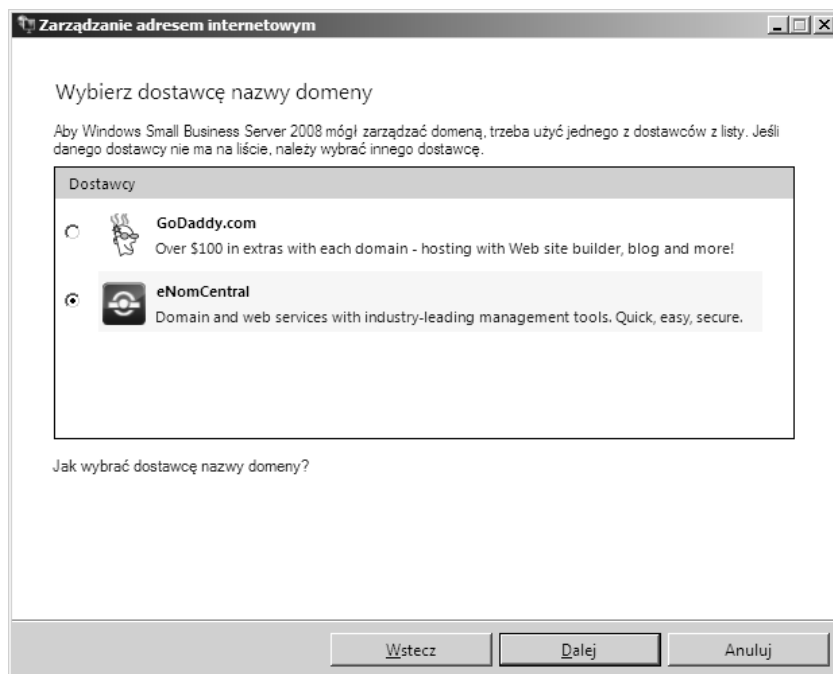 Zarządzanie adresem internetowym
Wybierz dostawcę nazwy domeny
Aby Windows Small Business Server 2008 mógł zarządzać domeną, trzeba użyć jednego z dostawców z listy. Jeśli
danego dostawcy nie ma na liście, należy wybrać innego dostawcę.
Dostawcy
GoDaddy.com
Over $100 in extras with each domain - hosting with Web site builder, blog and more!
eNomCentral
Domain and web services with industry-leading management tools. Quick, easy, secure.
Jak wybrać dostawcę nazwy domeny?
Wstecz Dalej Anuluj